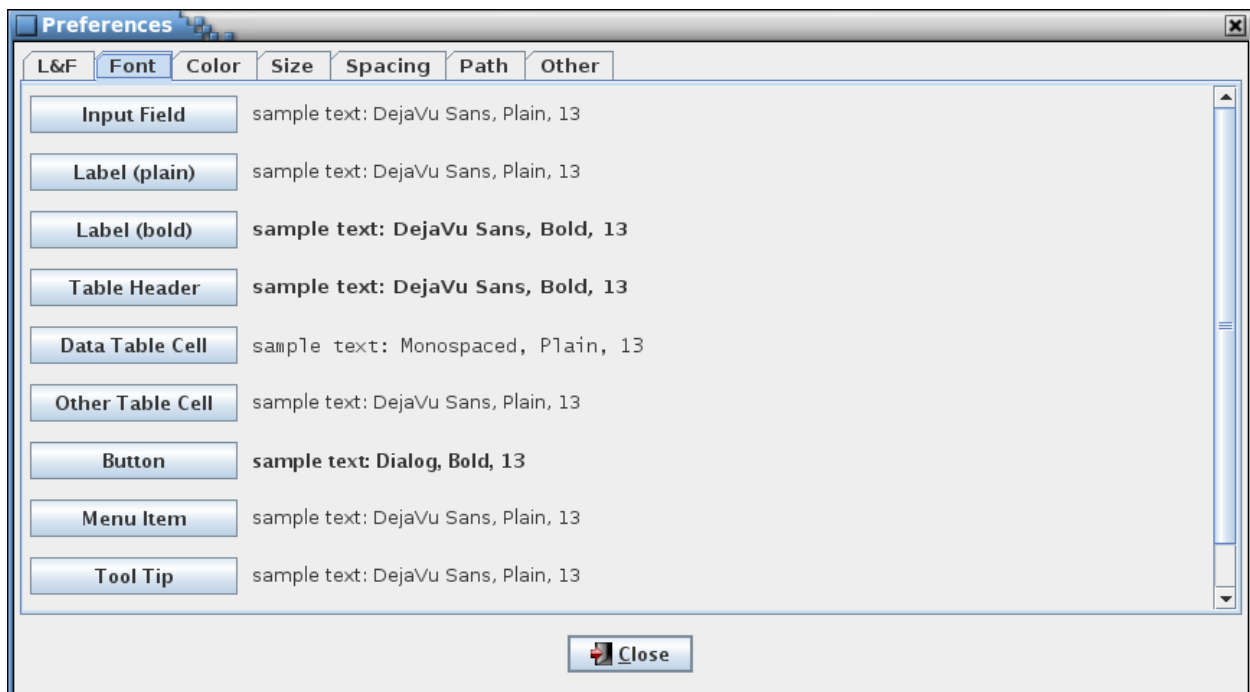 Preferences
L&F Font Color Size Spacing Path Other
Input Field sample text: DejaVu Sans, Plain, 13
Label (plain) sample text: DejaVu Sans, Plain, 13
Label (bold) sample text: DejaVu Sans, Bold, 13
Table Header sample text: DejaVu Sans, Bold, 13
Data Table Cell sample text: Monospaced, Plain, 13
Other Table Cell sample text: DejaVu Sans, Plain, 13
Button sample text: Dialog, Bold, 13
Menu Item sample text: DejaVu Sans, Plain, 13
Tool Tip sample text: DejaVu Sans, Plain, 13
Close